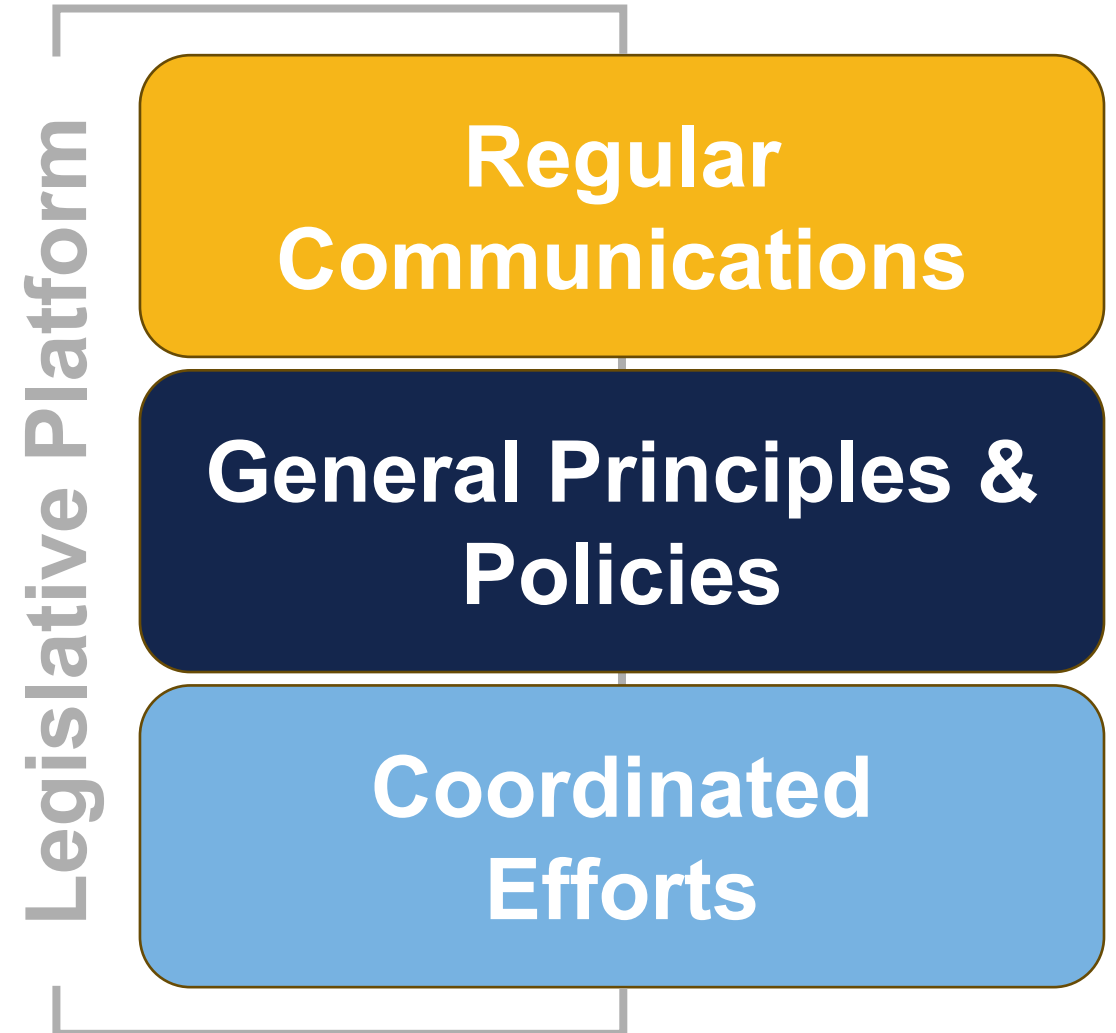 Legislative Platform
Regular
Communications
General Principles &
Policies
Coordinated
Efforts